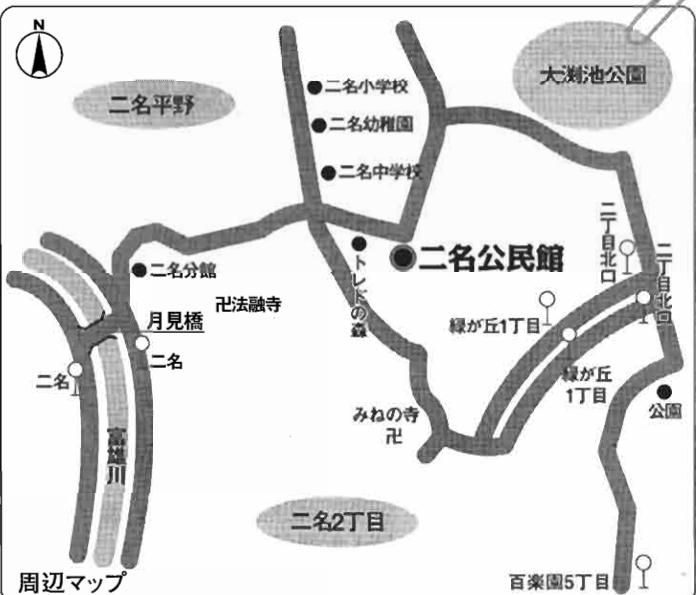 N
大渕池公園
二名小学校
二名平野
二名幼稚園
二名中学校
二丁目北口
二丁目北口
トレドの森
二名公民館
二名分館
卍法融寺
月見橋
緑が丘1丁目
二名
二名
緑が丘
1丁目
公園
みねの寺
卍
富雄川
二名2丁目
周辺マップ
百楽園5丁目